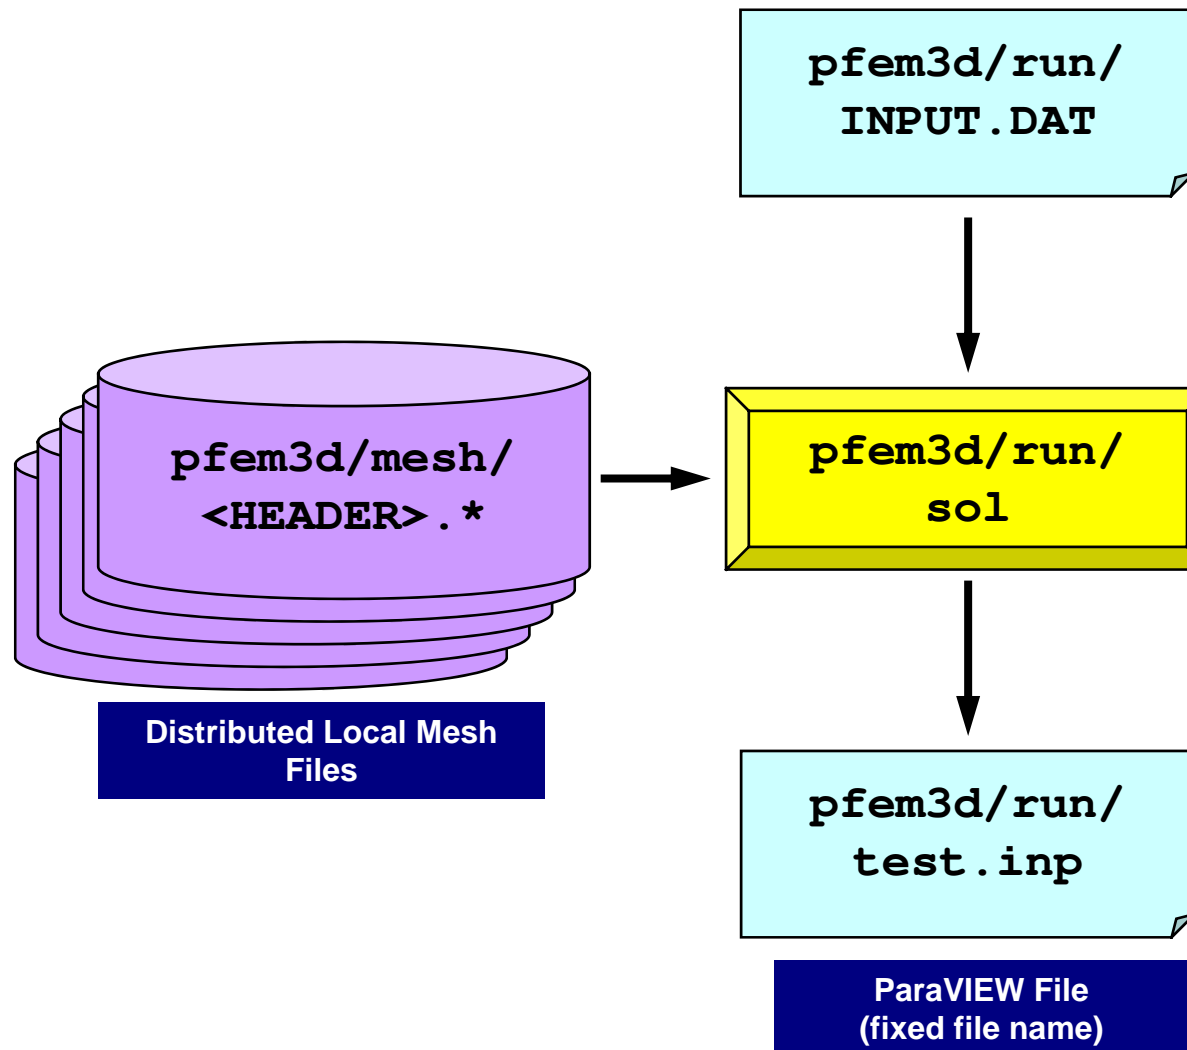 pfem3d/run/
INPUT.DAT
pfem3d/mesh/
<HEADER>.*
pfem3d/run/
sol
Distributed Local Mesh
Files
pfem3d/run/
test.inp
ParaVIEW File
(fixed file name)